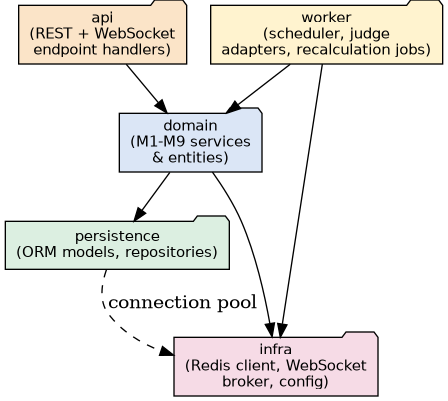 api
(REST + WebSocket
endpoint handlers)
worker
(scheduler, judge
adapters, recalculation jobs)
domain
(M1-M9 services
& entities)
persistence
(ORM models, repositories)
connection pool
infra
(Redis client, WebSocket
broker, config)